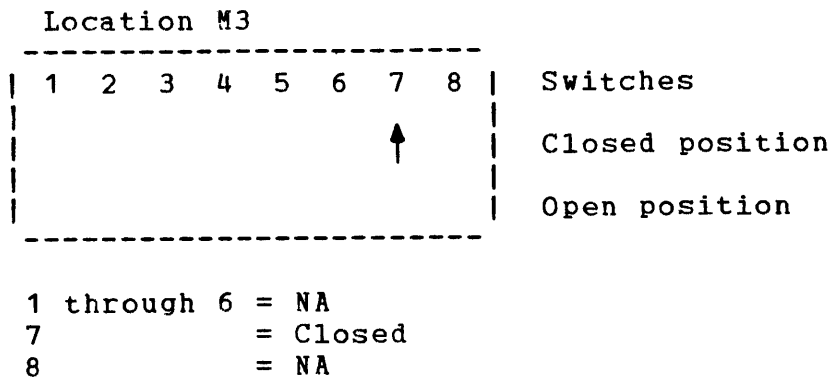 Location M3
1 2 3 4 5 6 7 8 Switches
Closed position
Open position
1 through 6 = NA
7 = Closed
8 = NA